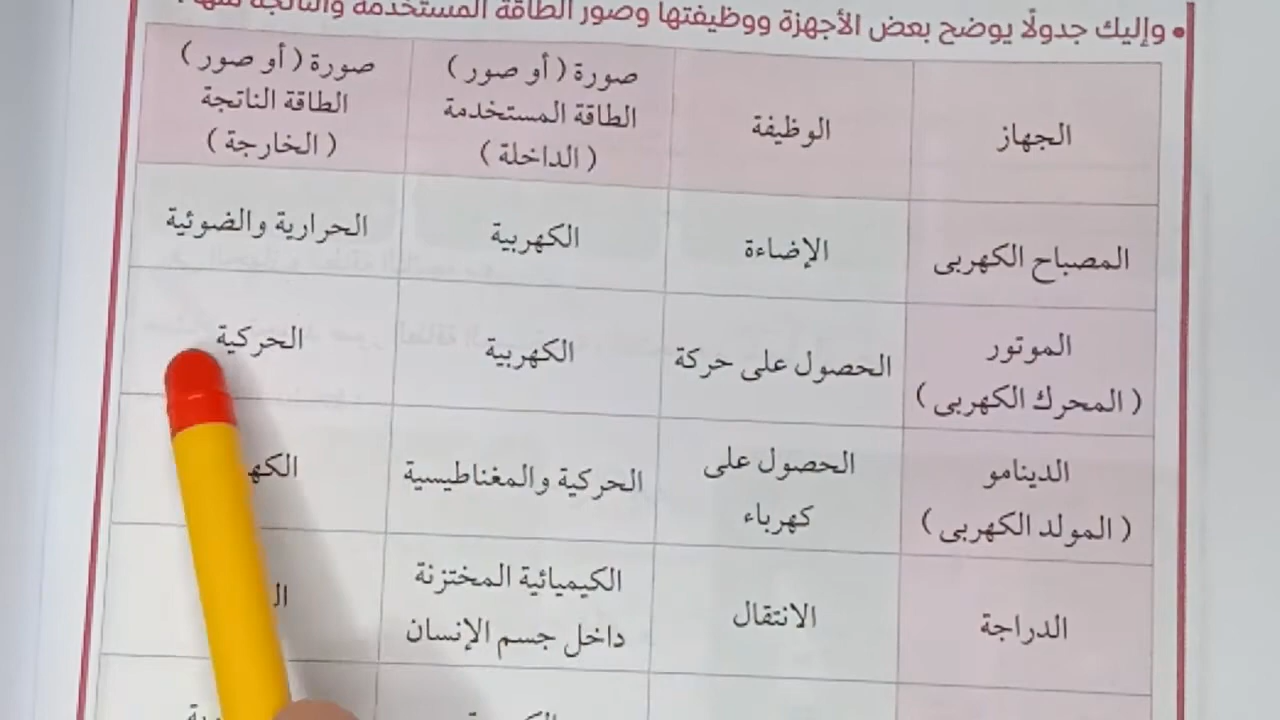 • وإليك جدولًا يوضح بعض الأجهزة ووظيفتها وصور الطاقة المستخدمة والناتجة
الجهاز
الوظيفة
صورة ( أو صور )
الطاقة المستخدمة
( الداخلة )
صورة ( أو صور )
الطاقة الناتجة
( الخارجة )
المصباح الكهربى
الإضاءة
الكهربية
الحرارية والضوئية
الموتور
( المحرك الكهربى )
الحصول على حركة
الكهربية
الحركية
الدينامو
( المولد الكهربى )
الحصول على
كهرباء
الحركية والمغناطيسية
الدراجة
الانتقال
الكيميائية المختزنة
داخل جسم الإنسان